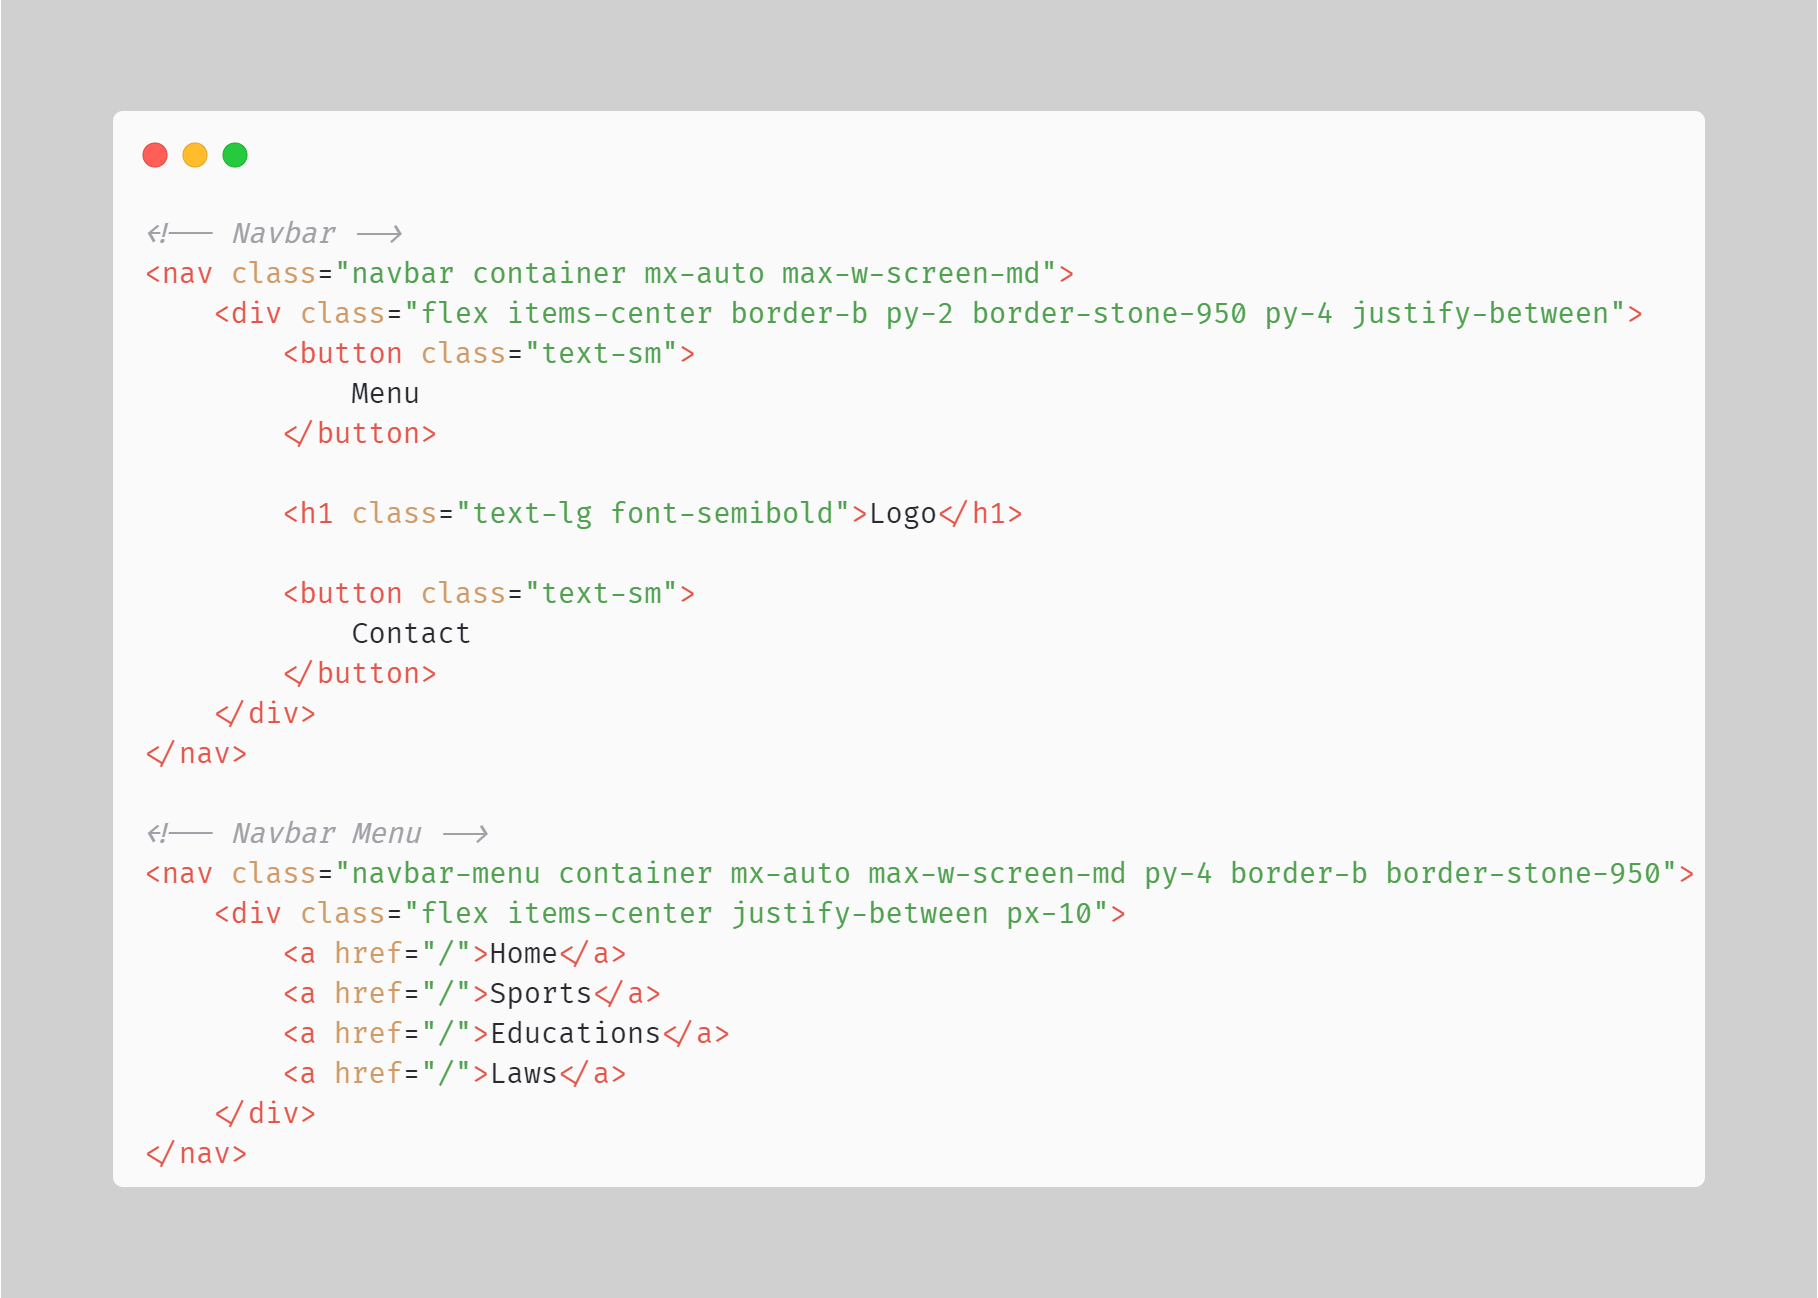 <!-- Navbar -->
<nav class="navbar container mx-auto max-w-screen-md">
    <div class="flex items-center border-b py-2 border-stone-950 py-4 justify-between">
        <button class="text-sm">
            Menu
        </button>

        <h1 class="text-lg font-semibold">Logo</h1>

        <button class="text-sm">
            Contact
        </button>
    </div>
</nav>

<!-- Navbar Menu -->
<nav class="navbar-menu container mx-auto max-w-screen-md py-4 border-b border-stone-950">
    <div class="flex items-center justify-between px-10">
        <a href="/">Home</a>
        <a href="/">Sports</a>
        <a href="/">Educations</a>
        <a href="/">Laws</a>
    </div>
</nav>